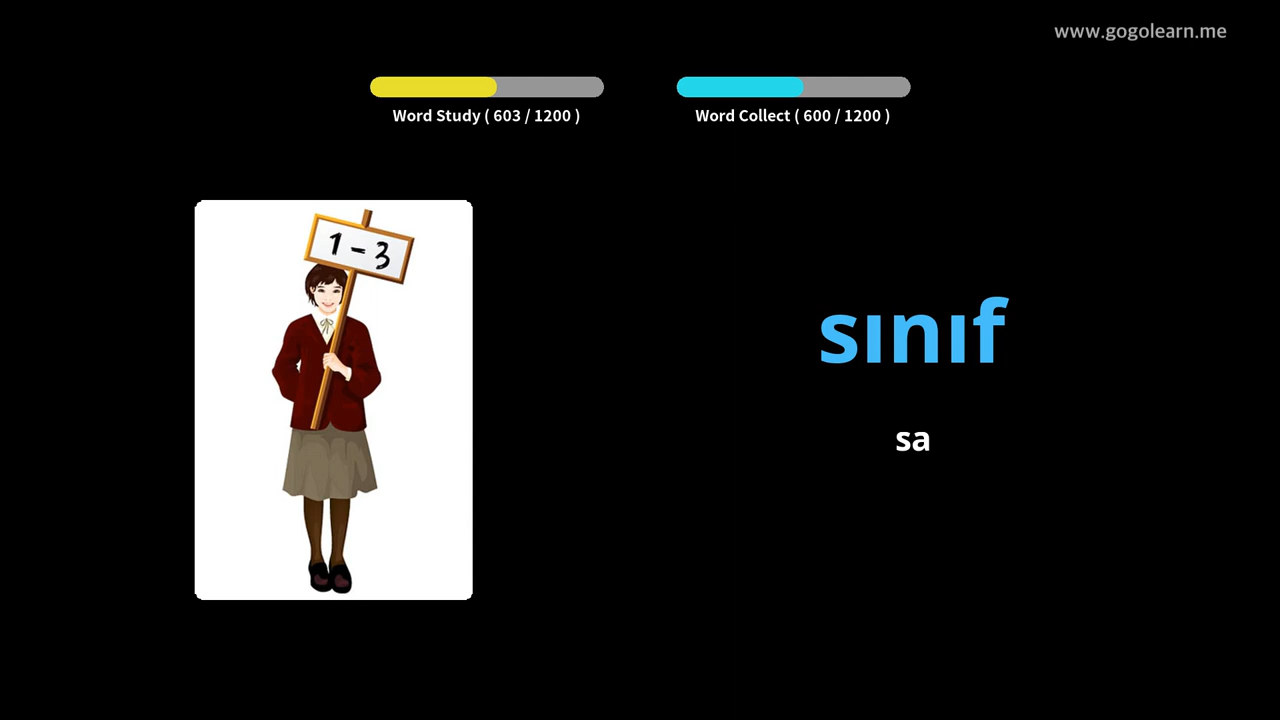 www.gogolearn.me
Word Study ( 603 / 1200 )
Word Collect ( 600 / 1200 )
1 - 3
sınıf
sa